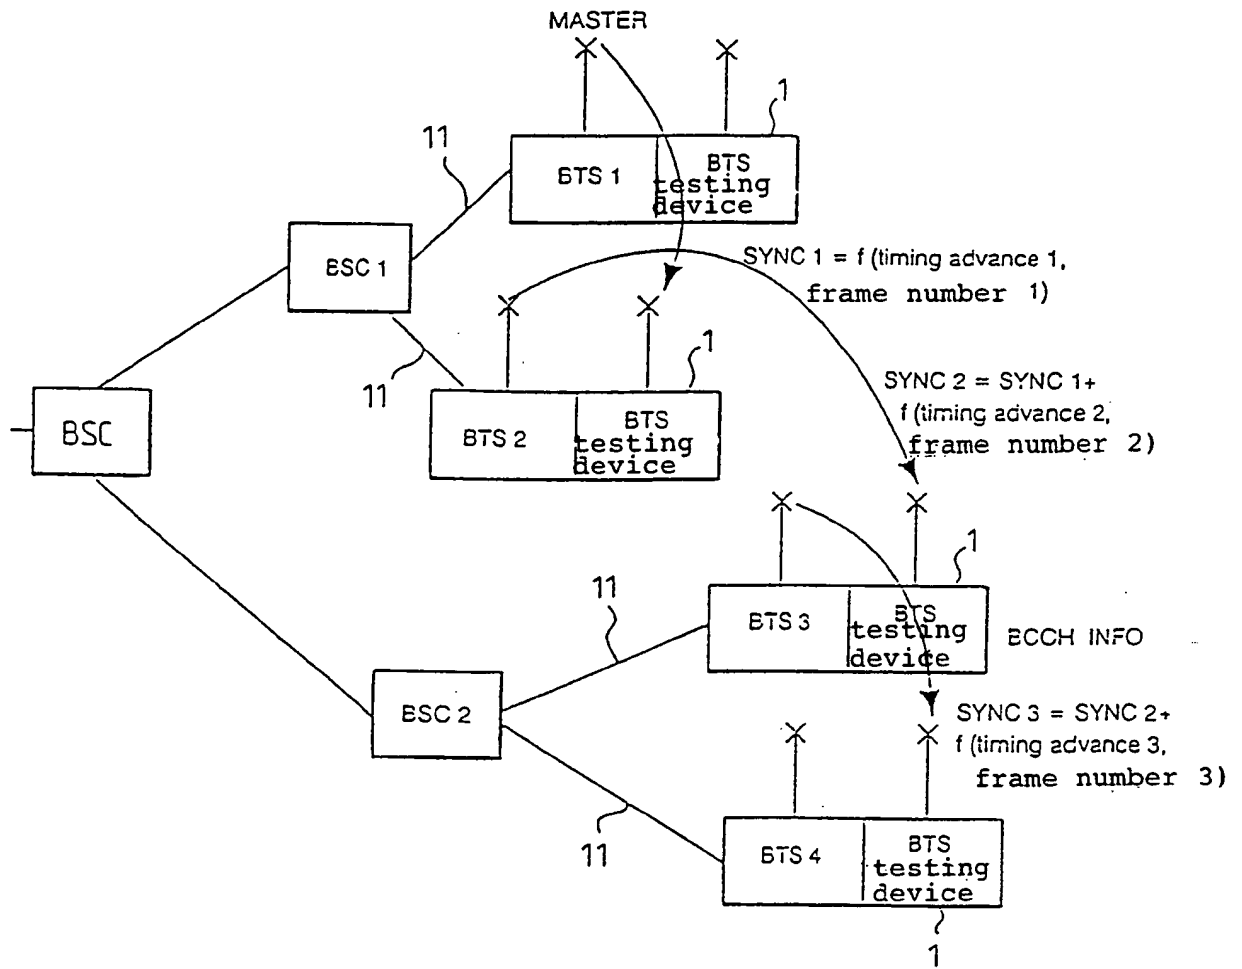 MASTER
1
11
BTS 1
BTS
testing
device
BSC 1
SYNC 1 = f (timing advance 1,
frame number 1)
11
1
SYNC 2 = SYNC 1+
f (timing advance 2,
frame number 2)
BSC
BTS 2
BTS
testing
device
1
11
BTS 3
BTS
testing
device
BCCH INFO
BSC 2
SYNC 3 = SYNC 2+
f (timing advance 3,
frame number 3)
11
BTS 4
BTS
testing
device
1